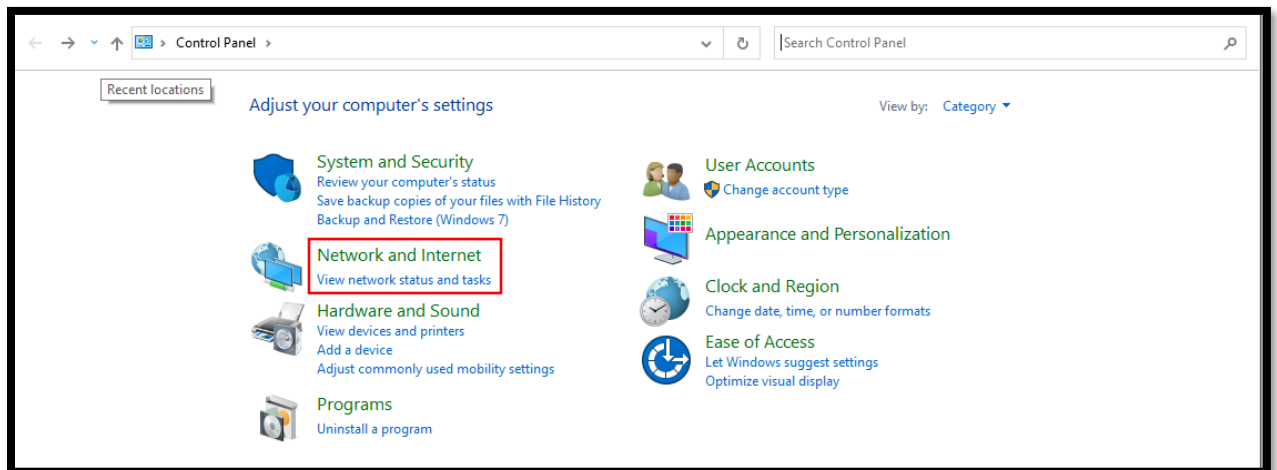 Control Panel
Search Control Panel
Recent locations
Adjust your computer's settings
View by: Category
System and Security
Review your computer's status
Save backup copies of your files with File History
Backup and Restore (Windows 7)
Network and Internet
View network status and tasks
Hardware and Sound
View devices and printers
Add a device
Adjust commonly used mobility settings
Programs
Uninstall a program
User Accounts
Change account type
Appearance and Personalization
Clock and Region
Change date, time, or number formats
Ease of Access
Let Windows suggest settings
Optimize visual display